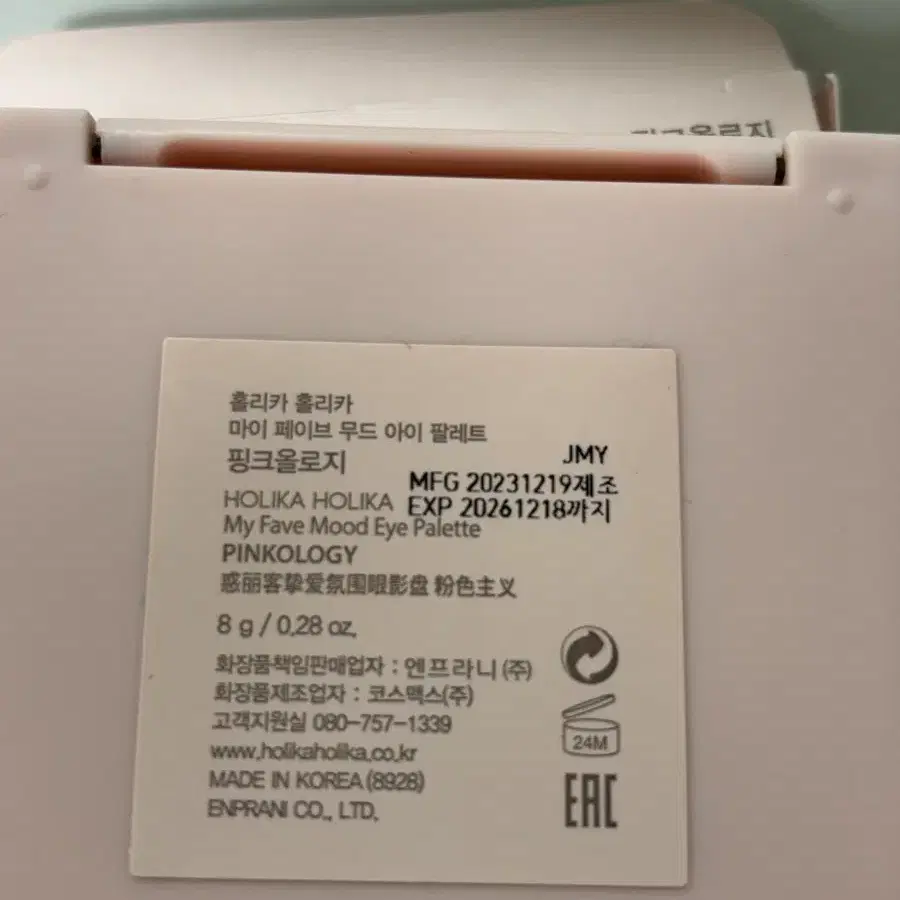 핑크올로지
홀리카 홀리카
마이 페이브 무드 아이 팔레트
핑크올로지
JMY
MFG 20231219제조
EXP 20261218까지
HOLIKA HOLIKA
My Fave Mood Eye Palette
PINKOLOGY
惑丽客挚爱氛围眼影盘 粉色主义
8 g / 0.28 oz.
화장품책임판매업자 : 엔프라니 (주)
화장품제조업자 : 코스맥스(주)
고객지원실 080-757-1339
www.holikaholika.co.kr
MADE IN KOREA (8928)
ENPRANI CO., LTD.
24M
EAC